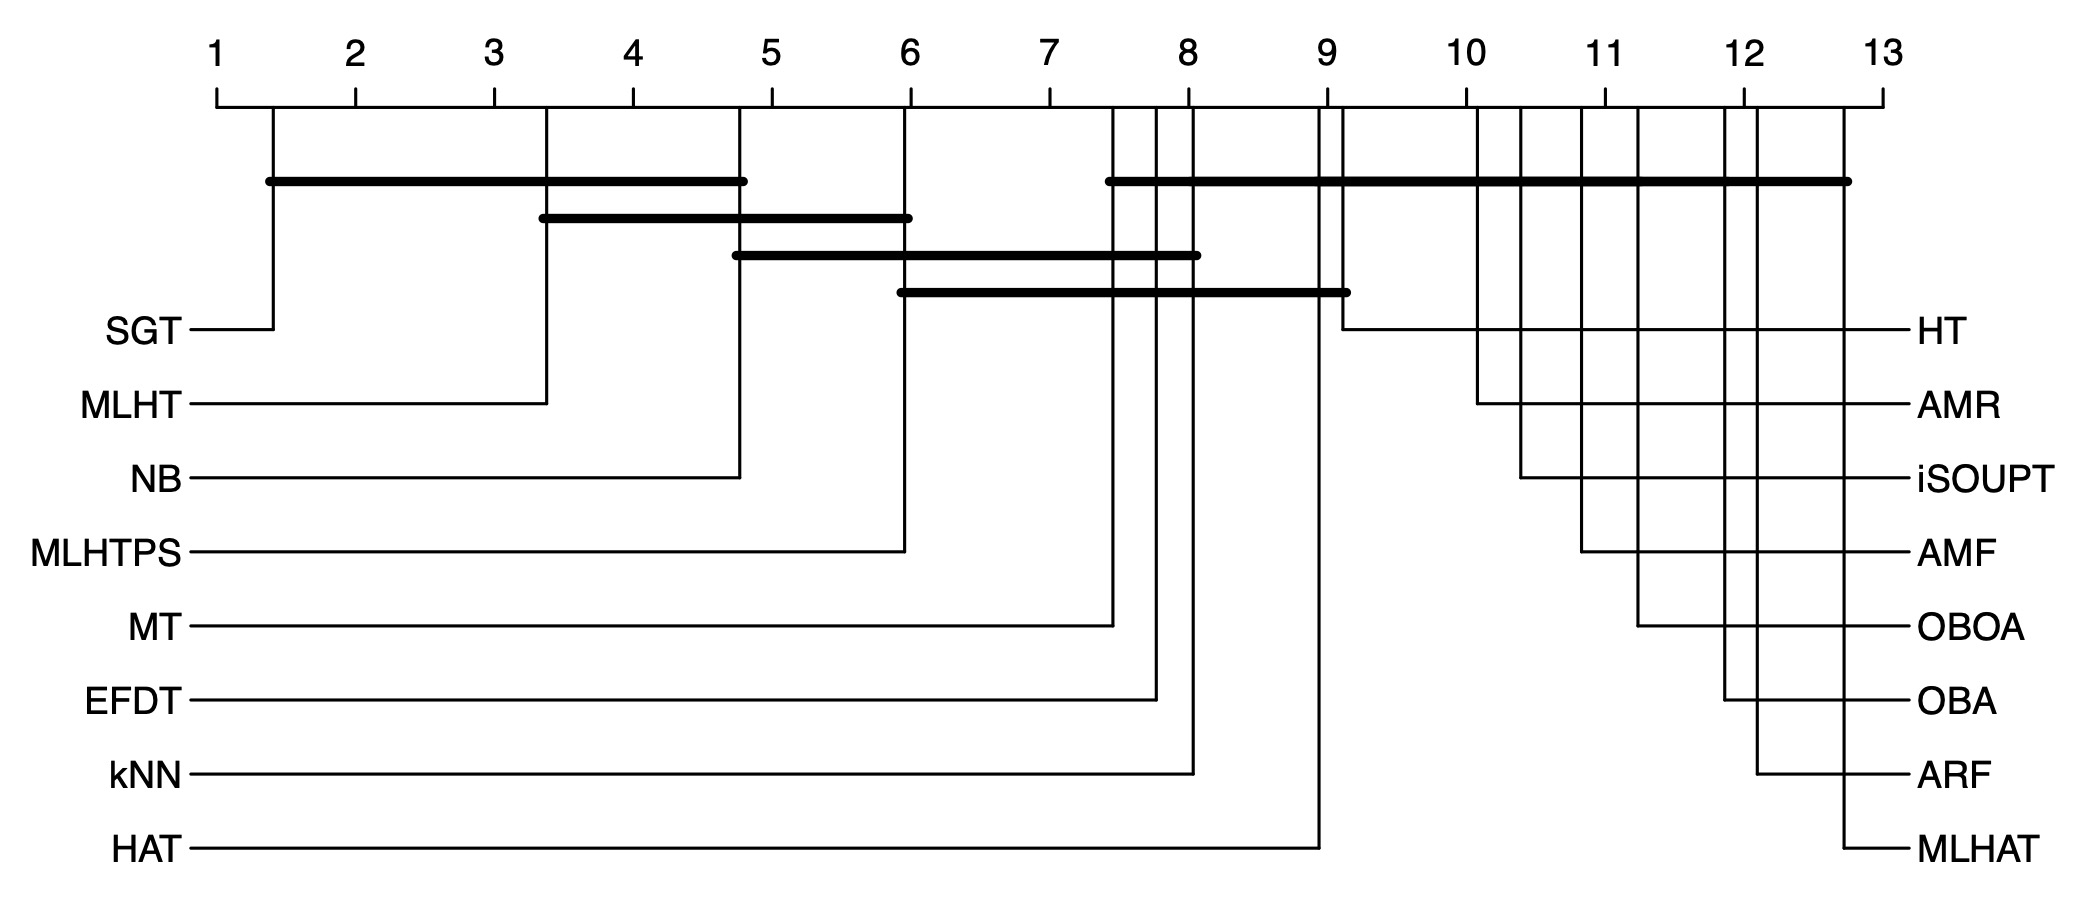 1 2 3 4 5 6 7 8 9 10 11 12 13
SGT HT
MLHT AMR
NB iSOUPT
MLHTPS AMF
MT OBOA
EFDT OBA
kNN ARF
HAT MLHAT